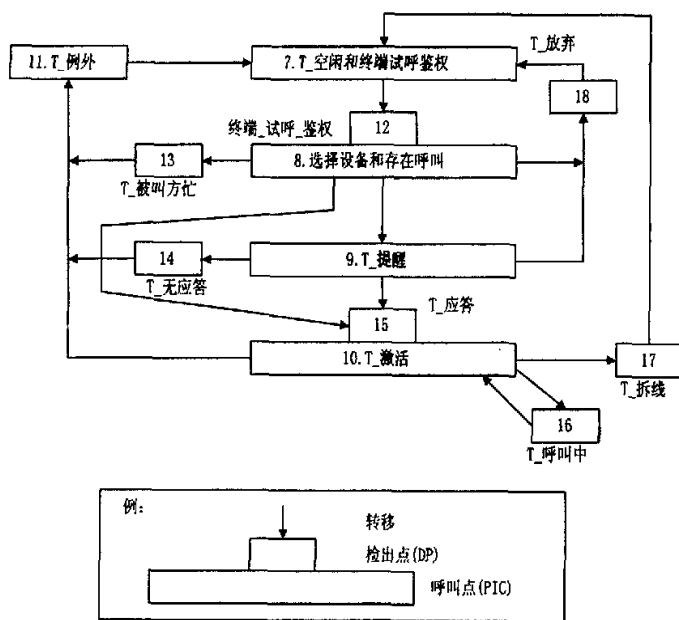 T_放弃
11.T_例外
7.T_空闲和终端试呼鉴权
18
终端_试呼_鉴权
12
13
8.选择设备和存在呼叫
T_被叫方忙
14
9.T_提醒
T_无应答
T_应答
15
10.T_激活
17
T_拆线
16
T_呼叫中
例：
转移
检出点(DP)
呼叫点(PIC)